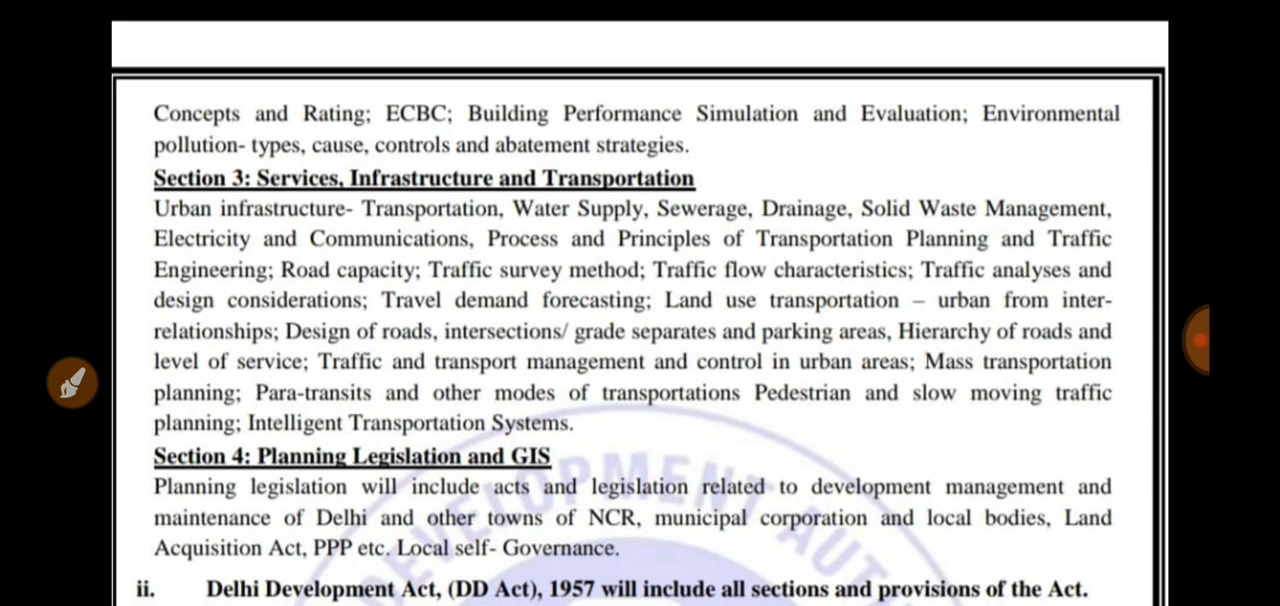 Concepts and Rating; ECBC; Building Performance Simulation and Evaluation; Environmental
pollution- types, cause, controls and abatement strategies.
Section 3: Services, Infrastructure and Transportation
Urban infrastructure- Transportation, Water Supply, Sewerage, Drainage, Solid Waste Management,
Electricity and Communications, Process and Principles of Transportation Planning and Traffic
Engineering; Road capacity; Traffic survey method; Traffic flow characteristics; Traffic analyses and
design considerations; Travel demand forecasting; Land use transportation – urban from inter-
relationships; Design of roads, intersections/ grade separates and parking areas, Hierarchy of roads and
level of service; Traffic and transport management and control in urban areas; Mass transportation
planning; Para-transits and other modes of transportations Pedestrian and slow moving traffic
planning; Intelligent Transportation Systems.
Section 4: Planning Legislation and GIS
Planning legislation will include acts and legislation related to development management and
maintenance of Delhi and other towns of NCR, municipal corporation and local bodies, Land
Acquisition Act, PPP etc. Local self- Governance.
ii. Delhi Development Act, (DD Act), 1957 will include all sections and provisions of the Act.
DEVELOPMENT AUT